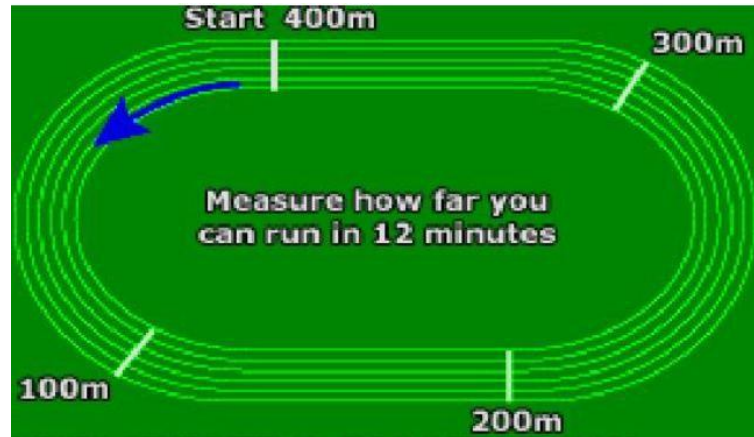 Start 400m
300m
Measure how far you
can run in 12 minutes
100m
200m